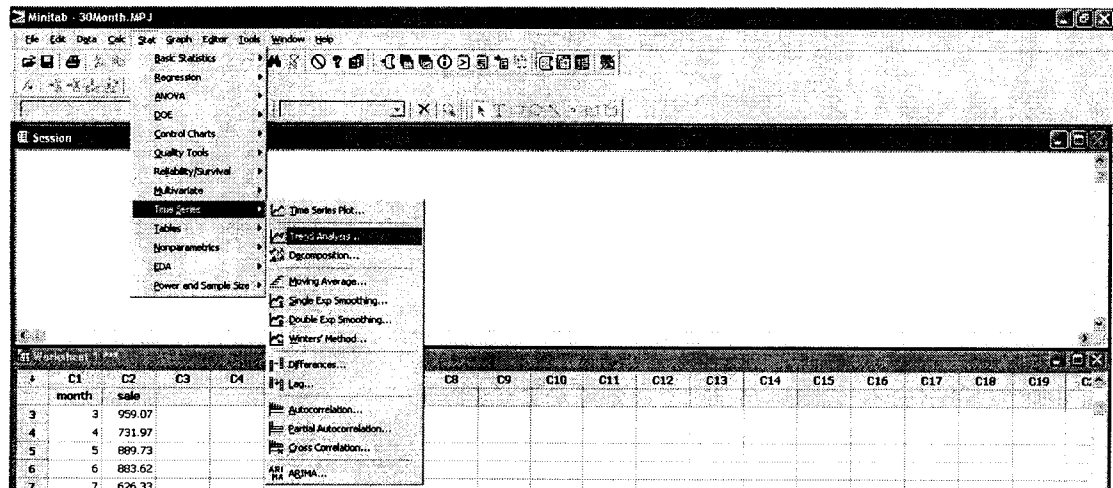 Minitab - 30Month.MPJ
File Edit Data Calc Stat Graph Editor Tools Window Help
Basic Statistics
Regression
ANOVA
DOE
Control Charts
Quality Tools
Reliability/Survival
Multivariate
Time Series
Tables
Nonparametrics
EDA
Power and Sample Size
Time Series Plot...
Trend Analysis...
Decomposition...
Moving Average...
Single Exp Smoothing...
Double Exp Smoothing...
Winters' Method...
Differences...
Lag...
Autocorrelation...
Partial Autocorrelation...
Cross Correlation...
ARIMA...
Session
Worksheet 1 ***
C1 C2 C3 C4 C8 C9 C10 C11 C12 C13 C14 C15 C16 C17 C18 C19
month sale
3 3 959.07
4 4 731.97
5 5 889.73
6 6 883.62
7 7 626.33